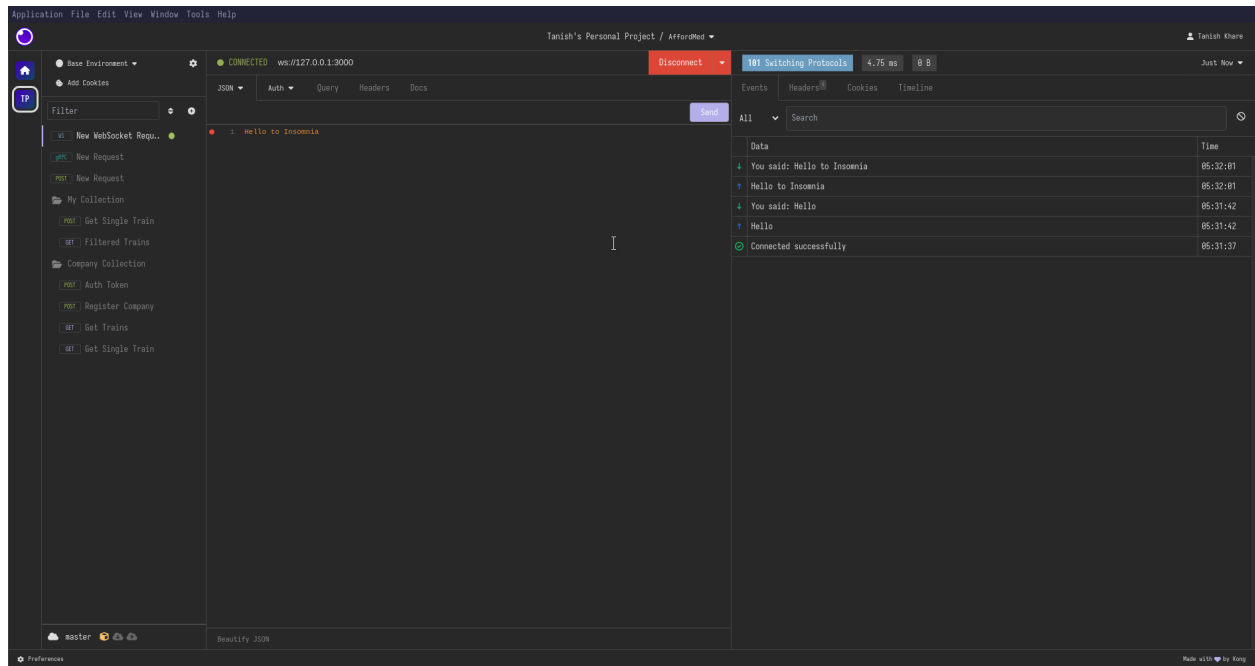 Application File Edit View Window Tools Help
Tanish's Personal Project / AffordMed
Tanish Khare
TP
Base Environment
Add Cookies
Filter
WS New WebSocket Requ..
gRPC New Request
POST New Request
My Collection
POST Get Single Train
GET Filtered Trains
Company Collection
POST Auth Token
POST Register Company
GET Get Trains
GET Get Single Train
master
Preferences
CONNECTED ws://127.0.0.1:3000
Disconnect
JSON Auth Query Headers Docs
Send
1 Hello to Insomnia
Beautify JSON
101 Switching Protocols 4.75 ms 0 B
Just Now
Events Headers Cookies Timeline
All Search
Data Time
You said: Hello to Insomnia 05:32:01
Hello to Insomnia 05:32:01
You said: Hello 05:31:42
Hello 05:31:42
Connected successfully 05:31:37
Made with by Kong